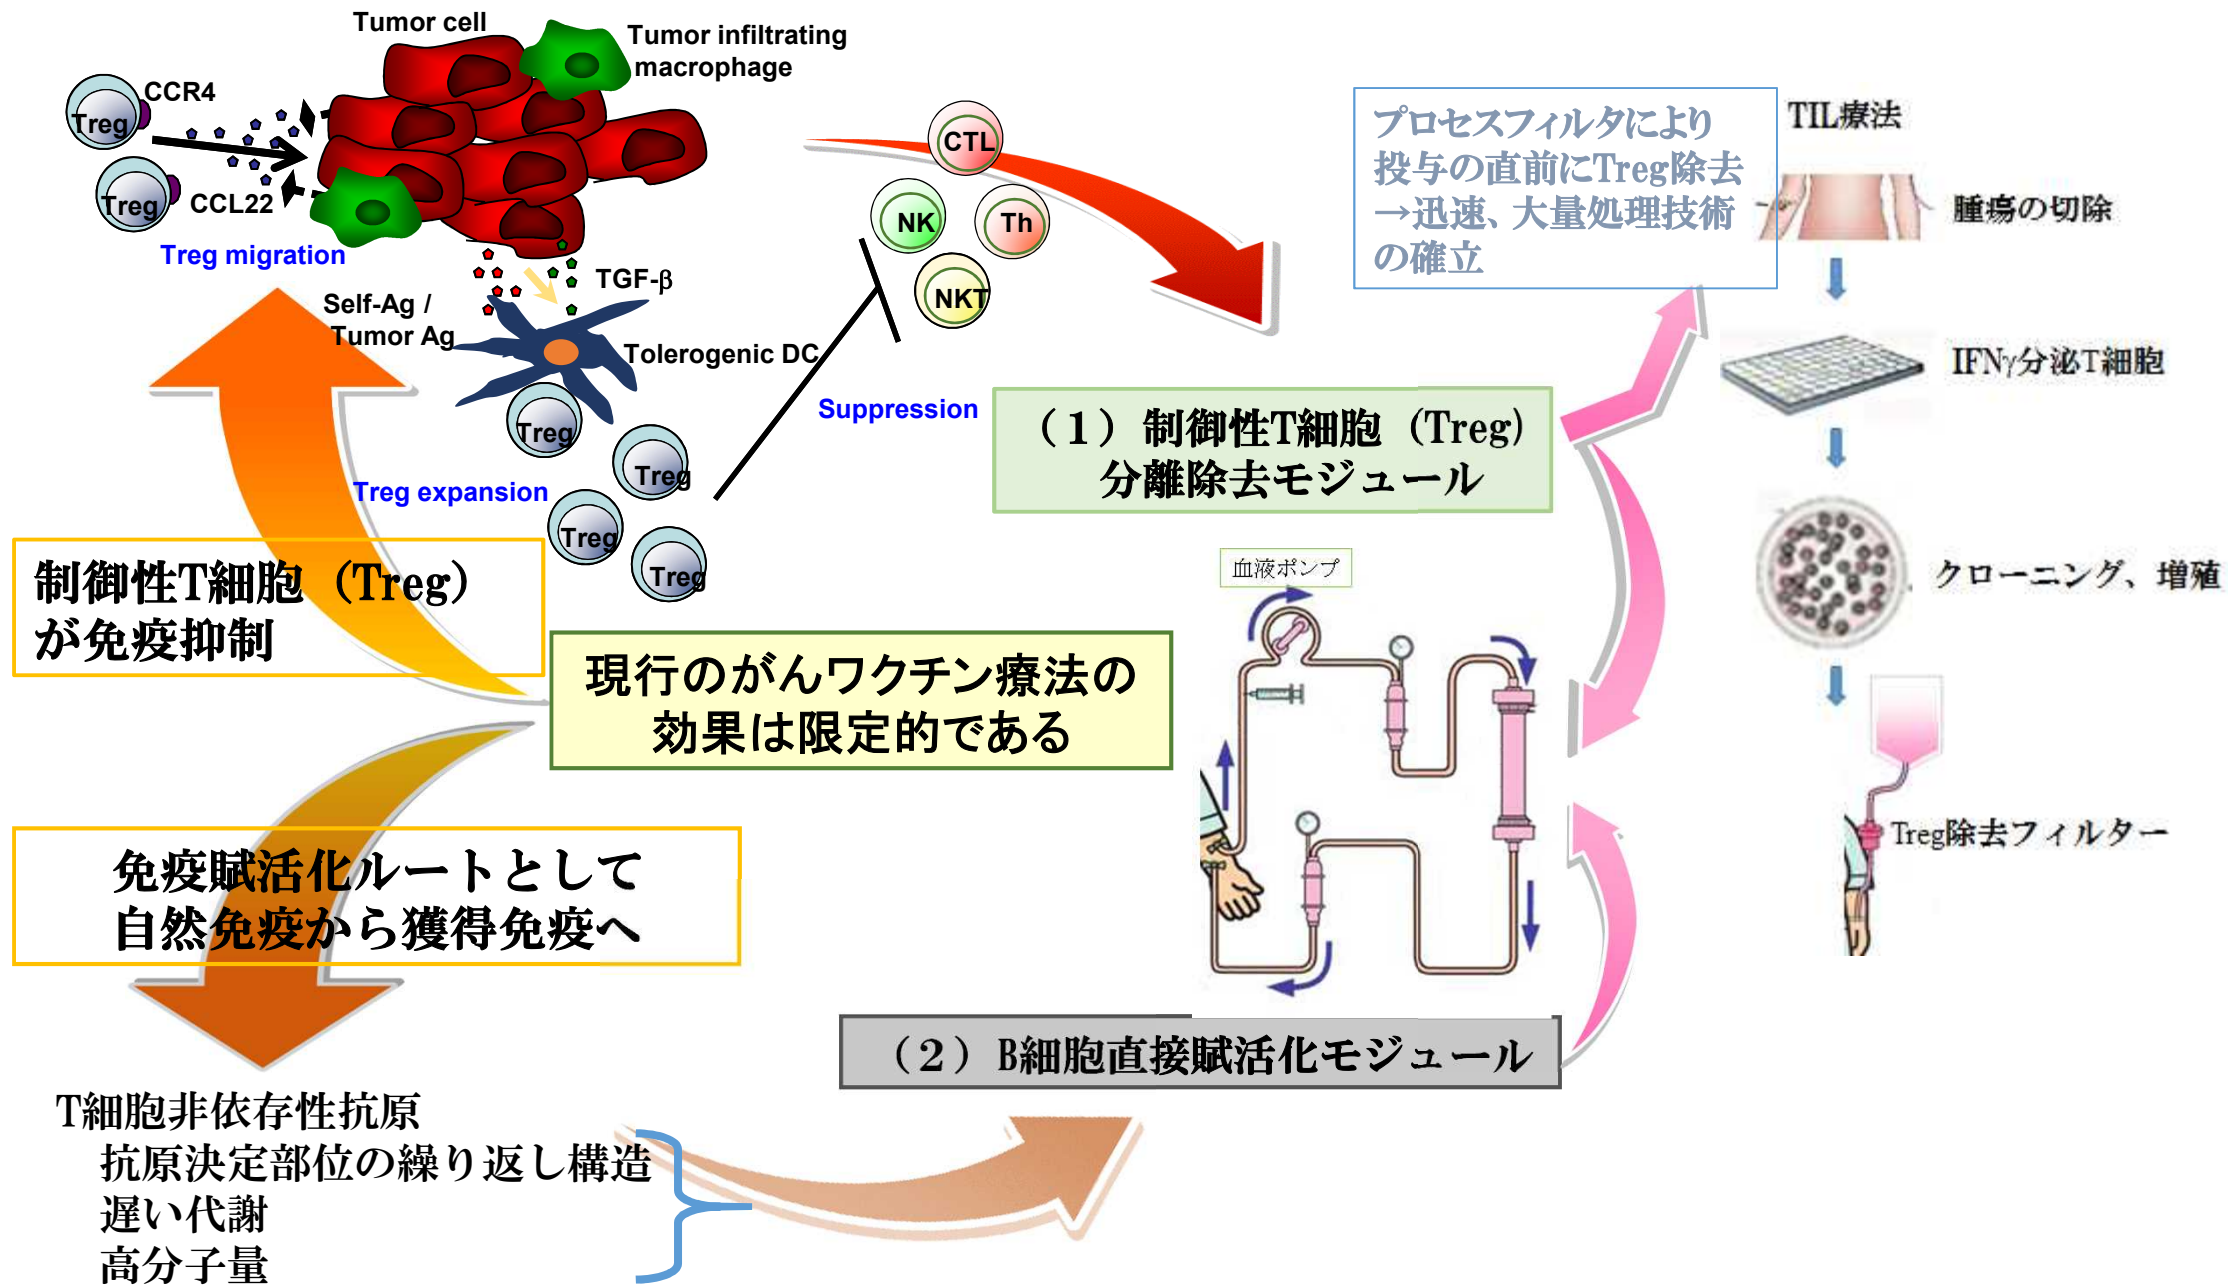 Tumor cell
Tumor infiltrating
macrophage
CCR4
Treg
Treg
CCL22
Treg migration
TGF-β
Self-Ag /
Tumor Ag
Tolerogenic DC
Treg
Treg
Treg expansion
Treg
Treg
CTL
NK
Th
NKT
Suppression
制御性T細胞（Treg）
が免疫抑制
現行のがんワクチン療法の
効果は限定的である
免疫賦活化ルートとして
自然免疫から獲得免疫へ
T細胞非依存性抗原
抗原決定部位の繰り返し構造
遅い代謝
高分子量
（1）制御性T細胞（Treg）
分離除去モジュール
血液ポンプ
（2）B細胞直接賦活化モジュール
プロセスフィルタにより
投与の直前にTreg除去
→迅速、大量処理技術
の確立
TIL療法
腫瘍の切除
IFNγ分泌T細胞
クローニング、増殖
Treg除去フィルター